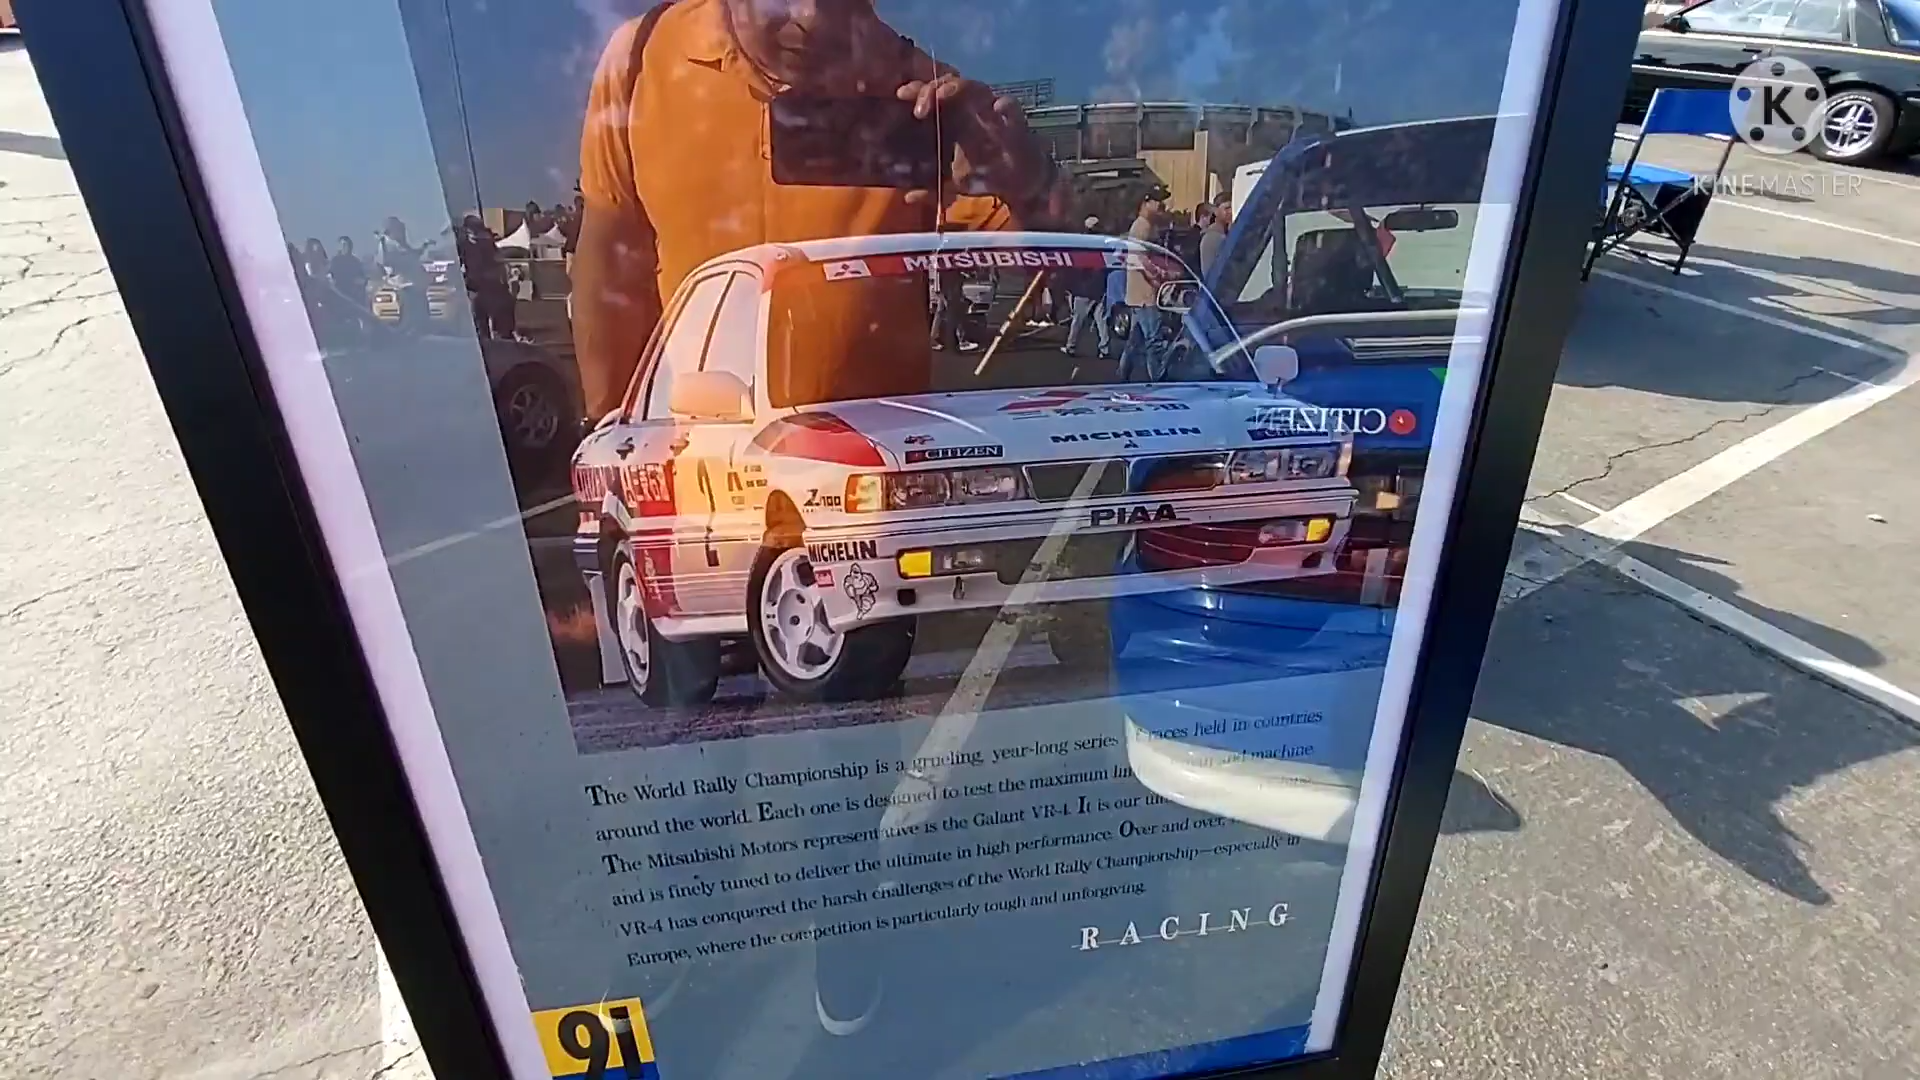 KINEMASTER
MITSUBISHI
CITIZEN
MICHELIN
CITIZEN
CITIZEN
Z-100
PIAA
MICHELIN
The World Rally Championship is a grueling, year-long series races held in countries
around the world. Each one is designed to test the maximum and machine
The Mitsubishi Motors representative is the Galant VR-4. It is our
and is finely tuned to deliver the ultimate in high performance. Over and over,
VR-4 has conquered the harsh challenges of the World Rally Championship—especially in
Europe, where the competition is particularly tough and unforgiving.
RACING
91